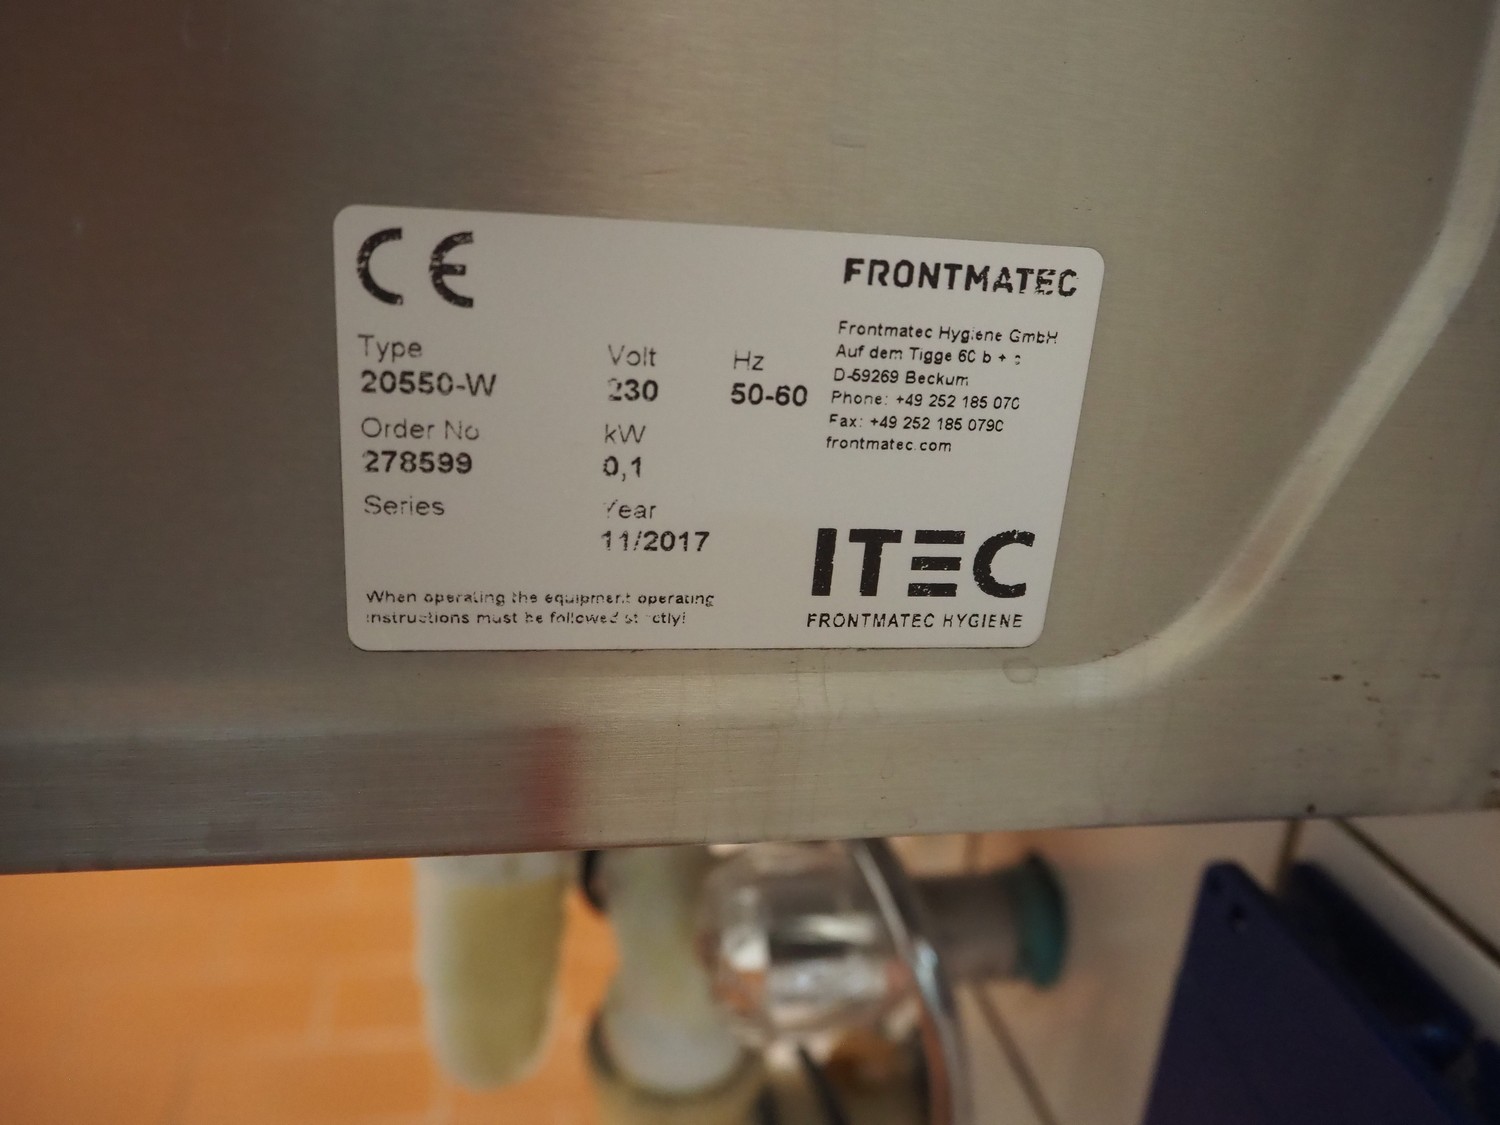 CE
FRONTMATEC
Frontmatec Hygiene GmbH
Auf dem Tigge 60 b +
D-59269 Beckum
Phone: +49 252 185 070
Fax: +49 252 185 0790
frontmatec.com
Type
20550-W
Volt
230
Hz
50-60
Order No
278599
kW
0,1
Series
Year
11/2017
When operating the equipment operating
instructions must be followed strictly!
ITEC
FRONTMATEC HYGIENE